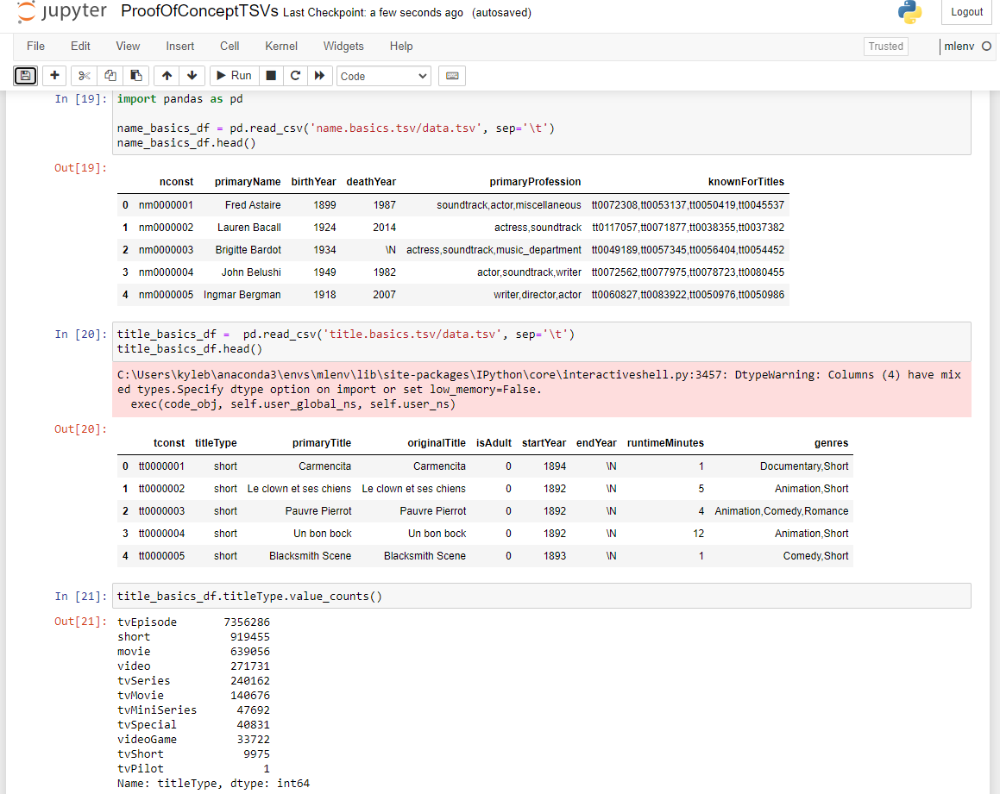 jupyter ProofOfConceptTSVs Last Checkpoint: a few seconds ago (autosaved)
Logout
File Edit View Insert Cell Kernel Widgets Help
Trusted
mlenv
Run
Code
In [19]: import pandas as pd
name_basics_df = pd.read_csv('name.basics.tsv/data.tsv', sep='\t')
name_basics_df.head()
Out[19]:
nconst primaryName birthYear deathYear primaryProfession knownForTitles
0 nm0000001 Fred Astaire 1899 1987 soundtrack,actor,miscellaneous tt0072308,tt0053137,tt0050419,tt0045537
1 nm0000002 Lauren Bacall 1924 2014 actress,soundtrack tt0117057,tt0071877,tt0038355,tt0037382
2 nm0000003 Brigitte Bardot 1934 \N actress,soundtrack,music_department tt0049189,tt0057345,tt0056404,tt0054452
3 nm0000004 John Belushi 1949 1982 actor,soundtrack,writer tt0072562,tt0077975,tt0078723,tt0080455
4 nm0000005 Ingmar Bergman 1918 2007 writer,director,actor tt0060827,tt0083922,tt0050976,tt0050986
In [20]: title_basics_df =  pd.read_csv('title.basics.tsv/data.tsv', sep='\t')
title_basics_df.head()
C:\Users\kyleb\anaconda3\envs\mlenv\lib\site-packages\IPython\core\interactiveshell.py:3457: DtypeWarning: Columns (4) have mix
ed types.Specify dtype option on import or set low_memory=False.
exec(code_obj, self.user_global_ns, self.user_ns)
Out[20]:
tconst titleType primaryTitle originalTitle isAdult startYear endYear runtimeMinutes genres
0 tt0000001 short Carmencita Carmencita 0 1894 \N 1 Documentary,Short
1 tt0000002 short Le clown et ses chiens Le clown et ses chiens 0 1892 \N 5 Animation,Short
2 tt0000003 short Pauvre Pierrot Pauvre Pierrot 0 1892 \N 4 Animation,Comedy,Romance
3 tt0000004 short Un bon bock Un bon bock 0 1892 \N 12 Animation,Short
4 tt0000005 short Blacksmith Scene Blacksmith Scene 0 1893 \N 1 Comedy,Short
In [21]: title_basics_df.titleType.value_counts()
Out[21]: tvEpisode 7356286
short 919455
movie 639056
video 271731
tvSeries 240162
tvMovie 140676
tvMiniSeries 47692
tvSpecial 40831
videoGame 33722
tvShort 9975
tvPilot 1
Name: titleType, dtype: int64